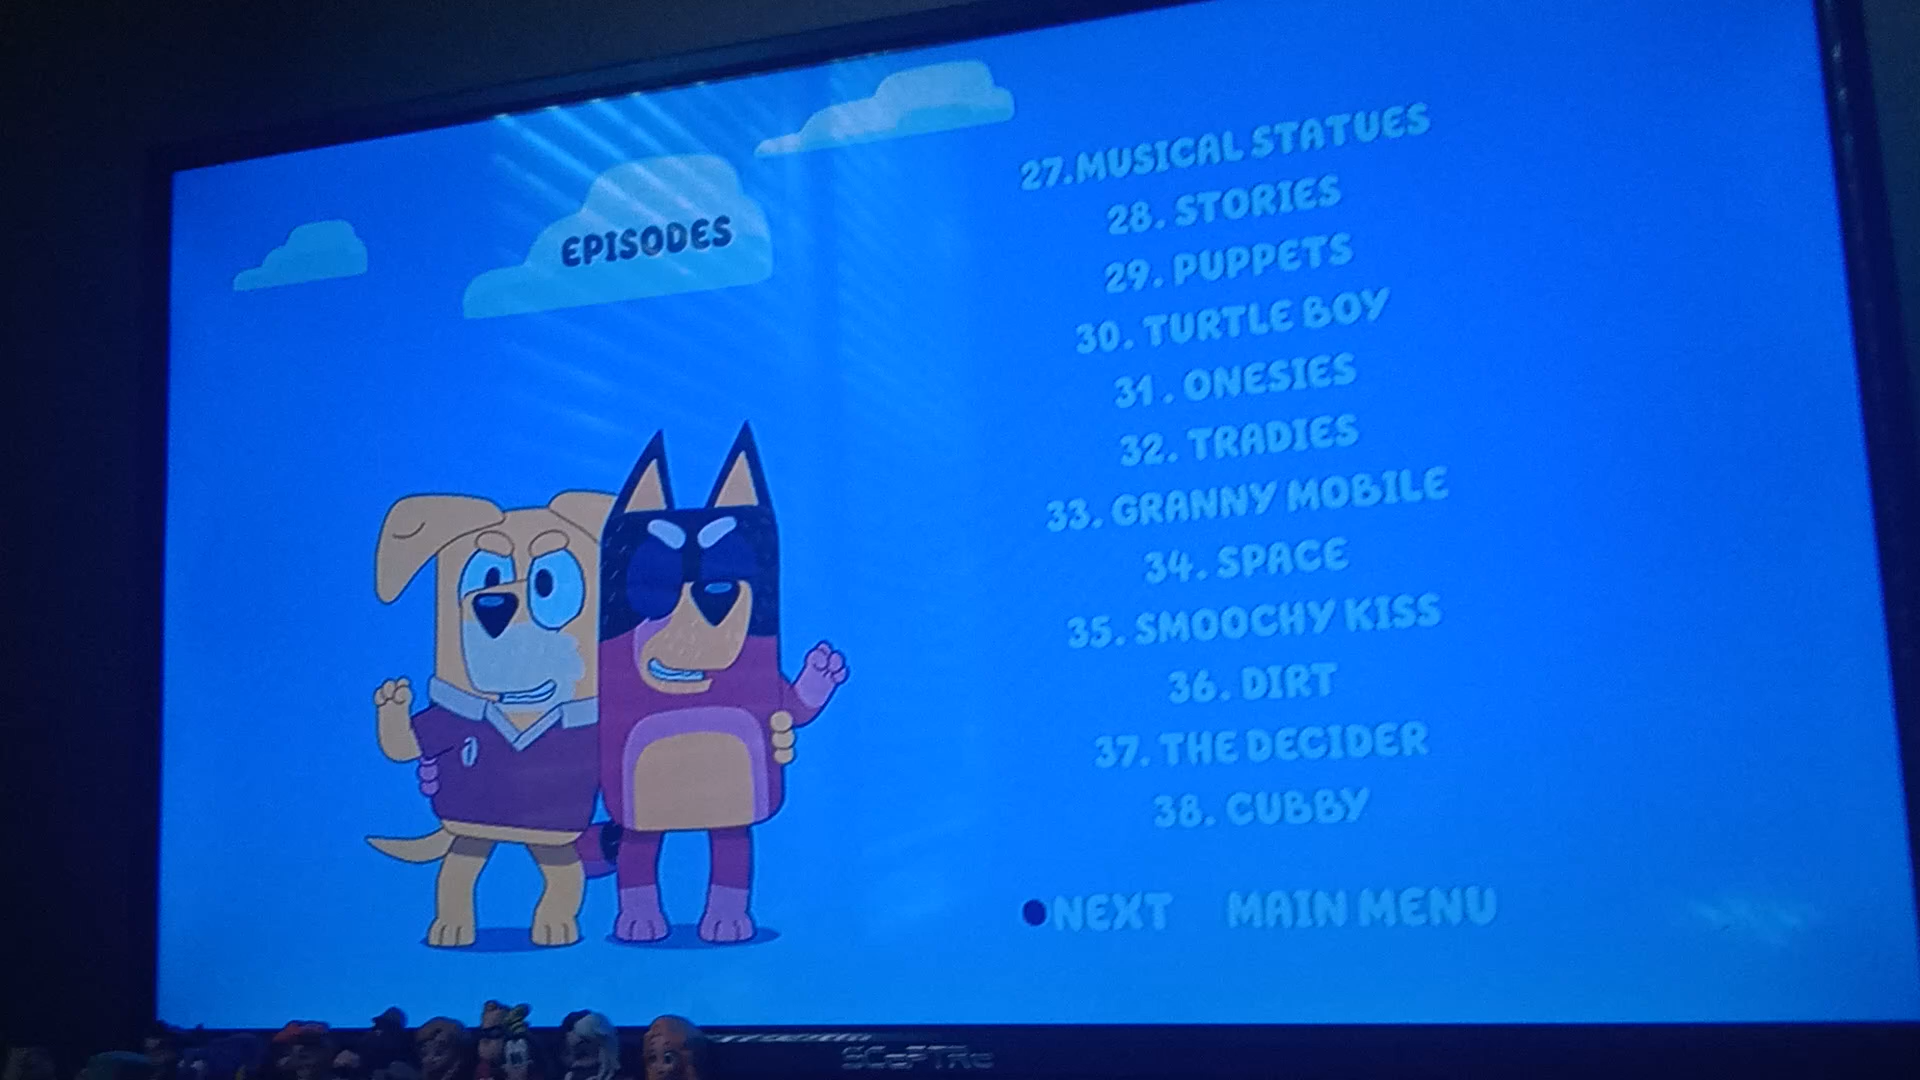 EPISODES
27.MUSICAL STATUES
28. STORIES
29. PUPPETS
30. TURTLE BOY
31. ONESIES
32. TRADIES
33. GRANNY MOBILE
34. SPACE
35. SMOOCHY KISS
36. DIRT
37. THE DECIDER
38. CUBBY
NEXT MAIN MENU
SCEPTRE